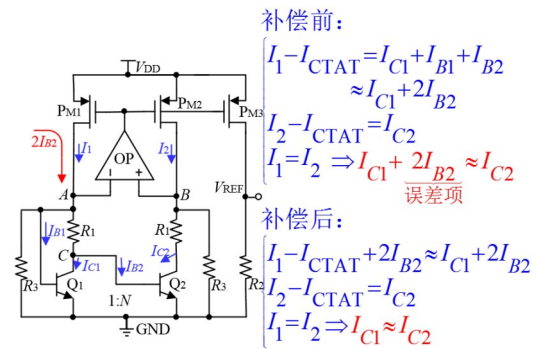 补偿前：
I1−ICTAT=IC1+IB1+IB2
≈IC1+2IB2
I2−ICTAT=IC2
I1=I2 ⇒IC1+ 2IB2 ≈IC2
误差项
补偿后：
I1−ICTAT+2IB2≈IC1+2IB2
I2−ICTAT=IC2
I1=I2⇒IC1≈IC2
VDD
PM1
PM2
PM3
2IB2
I1
OP
I2
− +
A
B
VREF
IB1
R1
R1
C
IC1
IB2
IC2
R3
Q1
1:N
Q2
R3
R2
GND